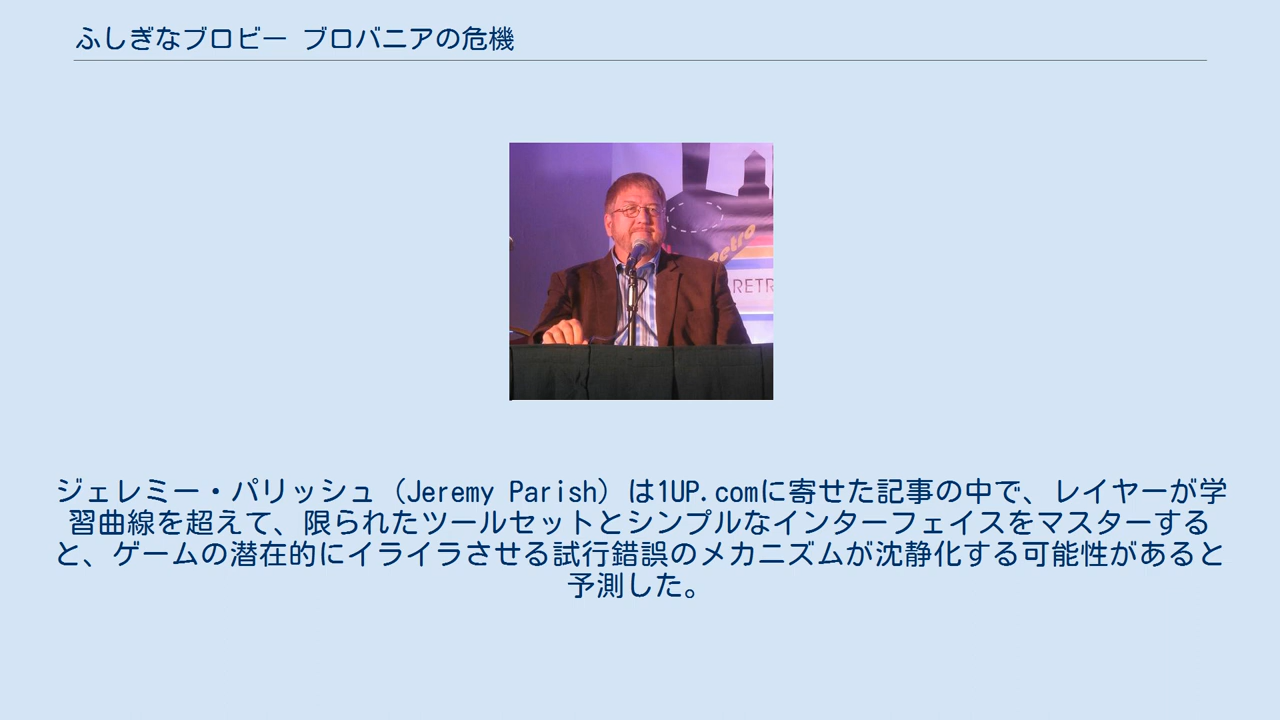 ふしぎなブロビー ブロバニアの危機
etro
RETR
ジェレミー・パリッシュ（Jeremy Parish）は1UP.comに寄せた記事の中で、レイヤーが学
習曲線を超えて、限られたツールセットとシンプルなインターフェイスをマスターする
と、ゲームの潜在的にイライラさせる試行錯誤のメカニズムが沈静化する可能性があると
予測した。